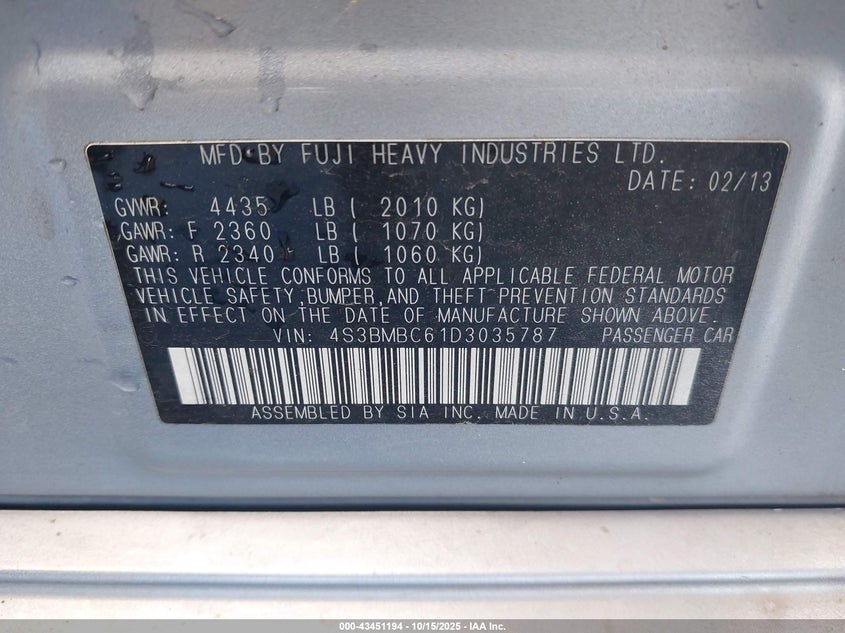 MFD BY FUJI HEAVY INDUSTRIES LTD.
DATE: 02/13
GVWR: 4435 LB ( 2010 KG)
GAWR: F 2360 LB ( 1070 KG)
GAWR: R 2340 LB ( 1060 KG)
THIS VEHICLE CONFORMS TO ALL APPLICABLE FEDERAL MOTOR
VEHICLE SAFETY,BUMPER,AND THEFT PREVENTION STANDARDS
IN EFFECT ON THE DATE OF MANUFACTURE SHOWN ABOVE.
VIN: 4S3BMBC61D3035787 PASSENGER CAR
ASSEMBLED BY SIA INC. MADE IN U.S.A.
000-43451194 - 10/15/2025 - IAA Inc.